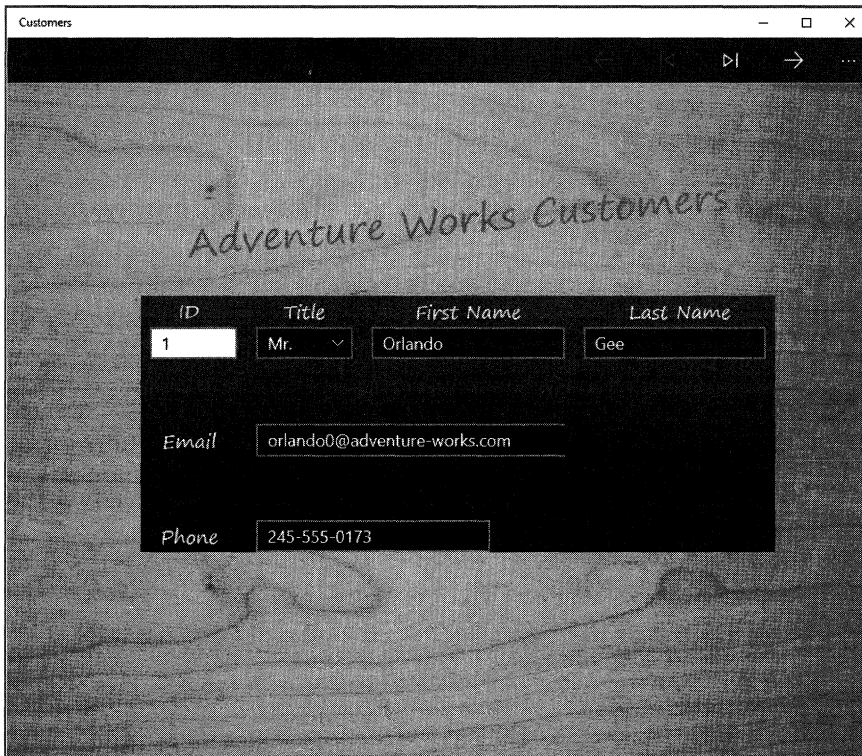 Customers
Adventure Works Customers
ID Title First Name Last Name
1 Mr. Orlando Gee
Email orlando0@adventure-works.com
Phone 245-555-0173